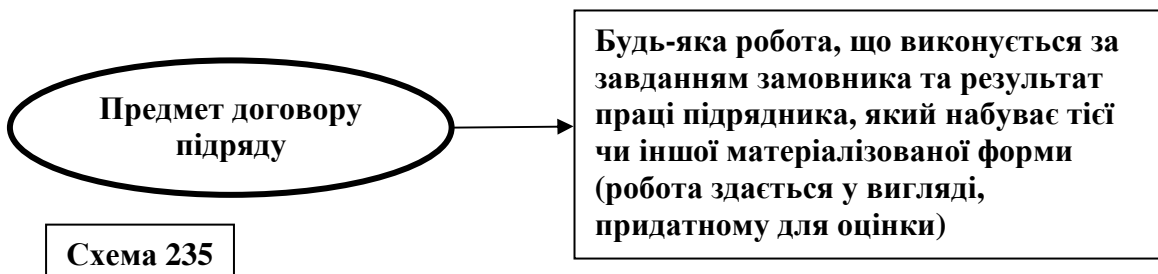 Предмет договору
підряду
Будь-яка робота, що виконується за
завданням замовника та результат
праці підрядника, який набуває тієї
чи іншої матеріалізованої форми
(робота здається у вигляді,
придатному для оцінки)
Схема 235